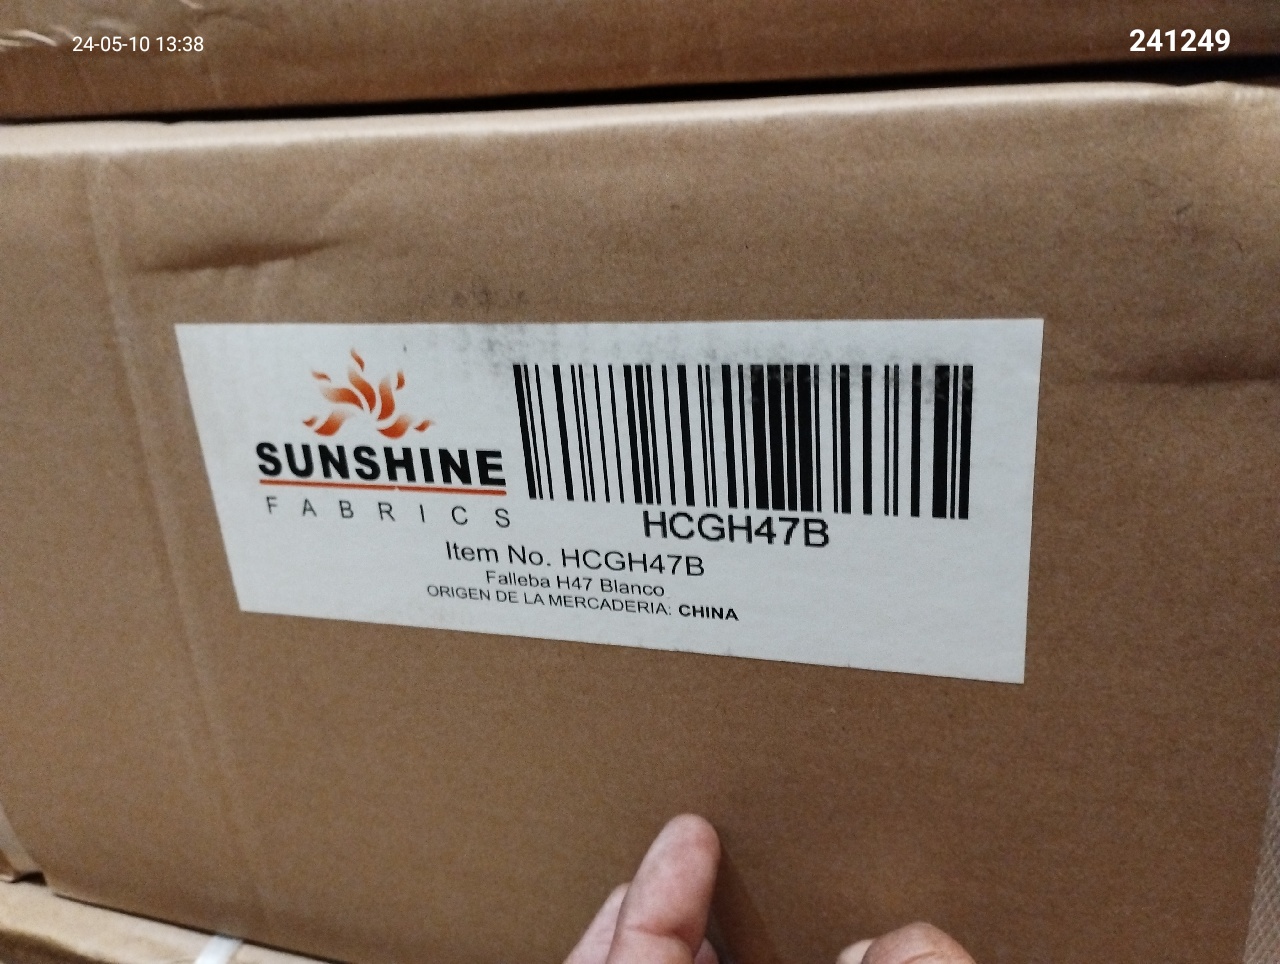 24-05-10 13:38
241249
SUNSHINE
FABRICS
HCGH47B
Item No. HCGH47B
Falleba H47 Blanco
ORIGEN DE LA MERCADERIA: CHINA